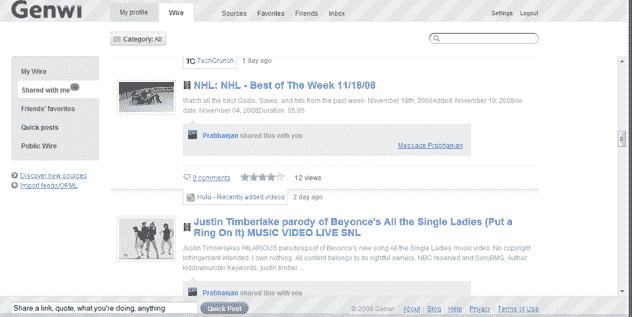 Genwi
My profile
Wire
Sources
Favorites
Friends
Inbox
Settings
Logout
Category: All
My Wire
Shared with me
Friends' favorites
Quick posts
Public Wire
Discover new sources
Import feeds/OPML
TC TechCrunch 1 day ago
NHL: NHL - Best of The Week 11/18/08
Watch all the best Goals, Saves, and hits from the past week- November 18th, 2008Added: November 19, 2008Air
date: November 04, 2008Duration: 05:05
Prabhanjan shared this with you
Message Prabhanjan
0 comments
12 views
Hulu - Recently added videos 2 day ago
Justin Timberlake parody of Beyonce's All the Single Ladies (Put a
Ring On It) MUSIC VIDEO LIVE SNL
Justin Timberlakes HILARIOUS parody/spoof of Beyonce's new song All the Single Ladies music video. No copyright
infringement intended. I own nothing. All content belongs to its rightful owners. NBC reserved and SonyBMG. Author:
kiddownunder Keywords: justin timber ...
Prabhanjan shared this with you
Share a link, quote, what you're doing, anything
Quick Post
© 2008 Genwi
About
Blog
Help
Privacy
Terms of Use